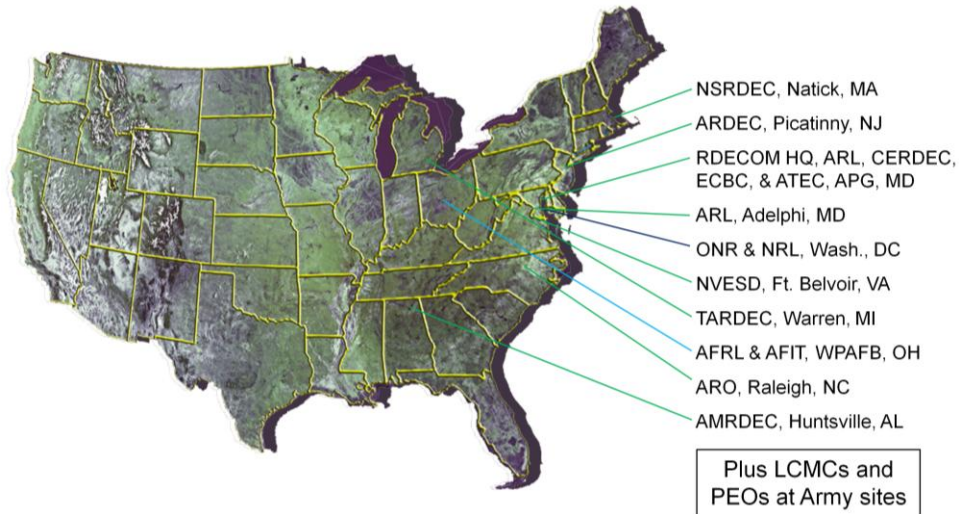 NSRDEC, Natick, MA
ARDEC, Picatinny, NJ
RDECOM HQ, ARL, CERDEC,
ECBC, & ATEC, APG, MD
ARL, Adelphi, MD
ONR & NRL, Wash., DC
NVESD, Ft. Belvoir, VA
TARDEC, Warren, MI
AFRL & AFIT, WPAFB, OH
ARO, Raleigh, NC
AMRDEC, Huntsville, AL
Plus LCMCs and
PEOs at Army sites